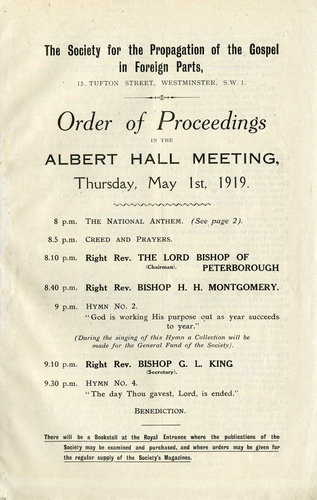 The Society for the Propagation of the Gospel
in Foreign Parts,
15 TUFTON STREET, WESTMINSTER, S.W. 1.
Order of Proceedings
IN THE
ALBERT HALL MEETING,
Thursday, May 1st, 1919.
8 p.m. THE NATIONAL ANTHEM. (See page 2).
8.5 p.m. CREED AND PRAYERS.
8.10 p.m. Right Rev. THE LORD BISHOP OF
(Chairman). PETERBOROUGH
8.40 p.m. Right Rev. BISHOP H. H. MONTGOMERY.
9 p.m. HYMN NO. 2.
"God is working His purpose out as year succeeds
to year."
(During the singing of this Hymn a Collection will be
made for the General Fund of the Society).
9.10 p.m. Right Rev. BISHOP G. L. KING
(Secretary).
9.30 p.m. HYMN NO. 4.
"The day Thou gavest, Lord, is ended."
BENEDICTION.
There will be a Bookstall at the Royal Entrance where the publications of the
Society may be examined and purchased, and where orders may be given for
the regular supply of the Society's Magazines.